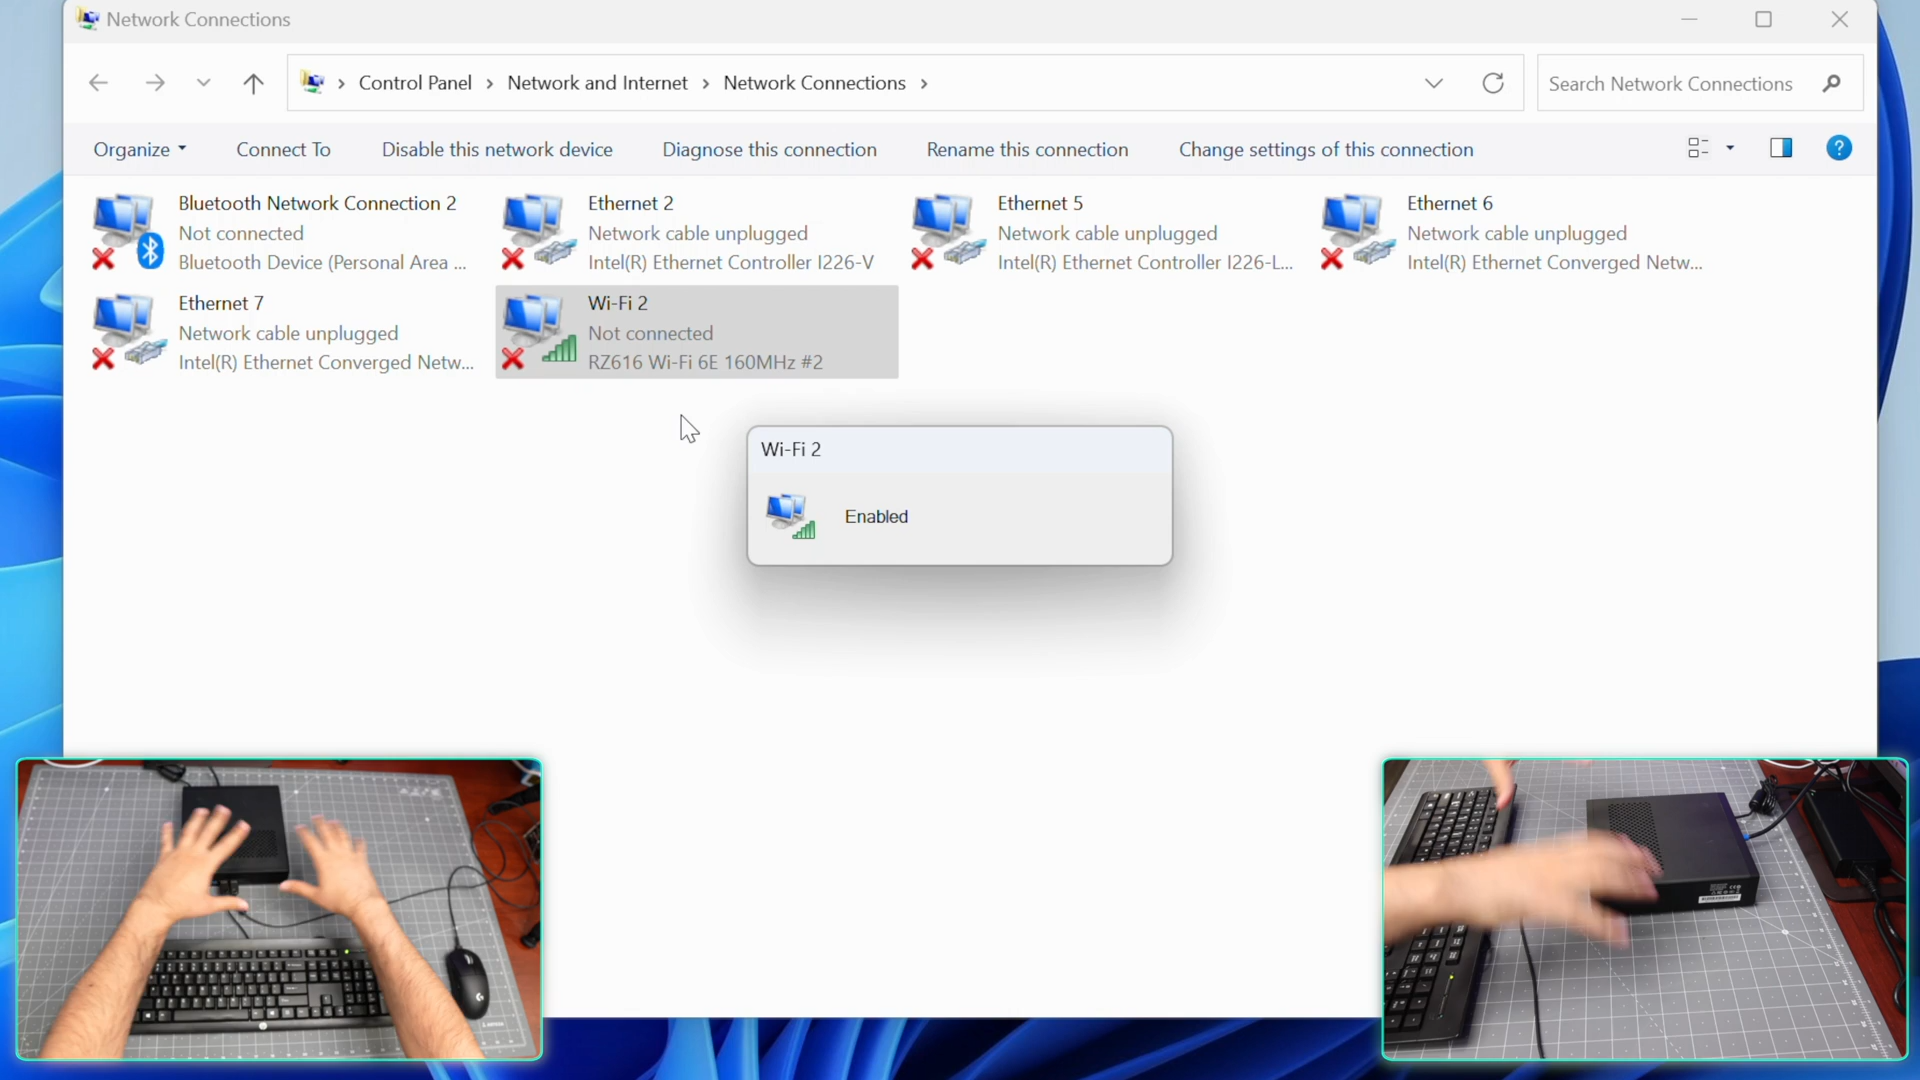 Network Connections
Control Panel
Network and Internet
Network Connections
Search Network Connections
Organize
Connect To
Disable this network device
Diagnose this connection
Rename this connection
Change settings of this connection
?
Bluetooth Network Connection 2
Not connected
Bluetooth Device (Personal Area ...
Ethernet 2
Network cable unplugged
Intel(R) Ethernet Controller I226-V
Ethernet 5
Network cable unplugged
Intel(R) Ethernet Controller I226-L...
Ethernet 6
Network cable unplugged
Intel(R) Ethernet Converged Netw...
Ethernet 7
Network cable unplugged
Intel(R) Ethernet Converged Netw...
Wi-Fi 2
Not connected
RZ616 Wi-Fi 6E 160MHz #2
Wi-Fi 2
Enabled